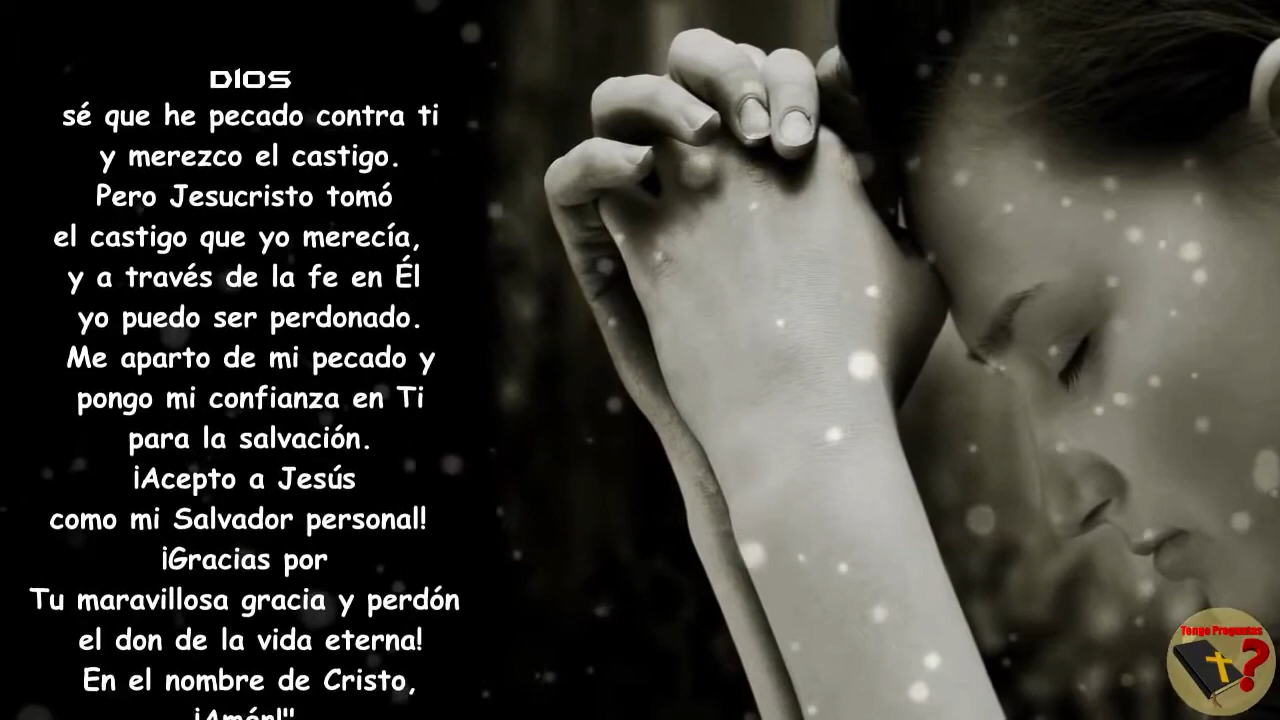 DIOS
sé que he pecado contra ti
y merezco el castigo.
Pero Jesucristo tomó
el castigo que yo merecía,
y a través de la fe en Él
yo puedo ser perdonado.
Me aparto de mi pecado y
pongo mi confianza en Ti
para la salvación.
¡Acepto a Jesús
como mi Salvador personal!
¡Gracias por
Tu maravillosa gracia y perdón
el don de la vida eterna!
En el nombre de Cristo,
¡Amén!"
Tengo Preguntas
?